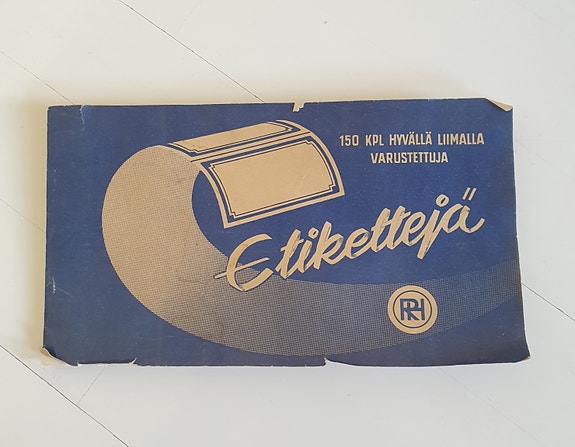 150 KPL HYVÄLLÄ LIIMALLA
VARUSTETTUJA
Etikettejä
RH